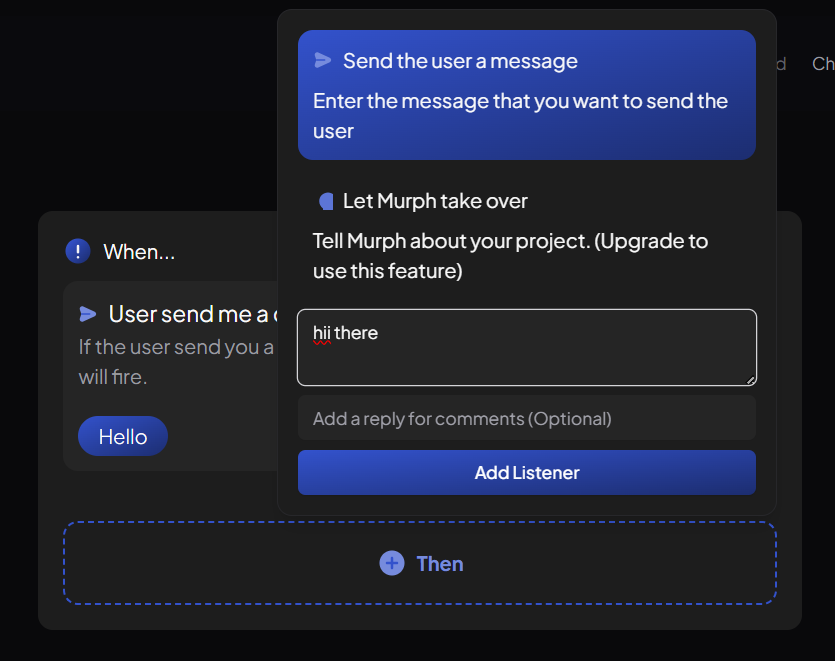 Send the user a message
Enter the message that you want to send the
user
Let Murph take over
Tell Murph about your project. (Upgrade to
use this feature)
hii there
Add a reply for comments (Optional)
Add Listener
When...
User send me a
If the user send you a
will fire.
Hello
Then
Ch